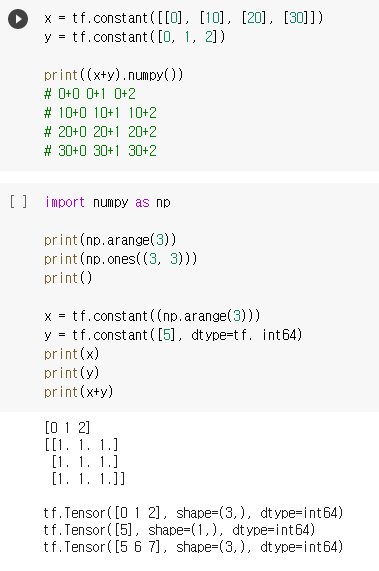 x = tf.constant([[0], [10], [20], [30]])
y = tf.constant([0, 1, 2])
print((x+y).numpy())
# 0+0 0+1 0+2
# 10+0 10+1 10+2
# 20+0 20+1 20+2
# 30+0 30+1 30+2
[ ] import numpy as np
print(np.arange(3))
print(np.ones((3, 3)))
print()
x = tf.constant((np.arange(3)))
y = tf.constant([5], dtype=tf. int64)
print(x)
print(y)
print(x+y)
[0 1 2]
[[1. 1. 1.]
[1. 1. 1.]
[1. 1. 1.]]
tf.Tensor([0 1 2], shape=(3,), dtype=int64)
tf.Tensor([5], shape=(1,), dtype=int64)
tf.Tensor([5 6 7], shape=(3,), dtype=int64)